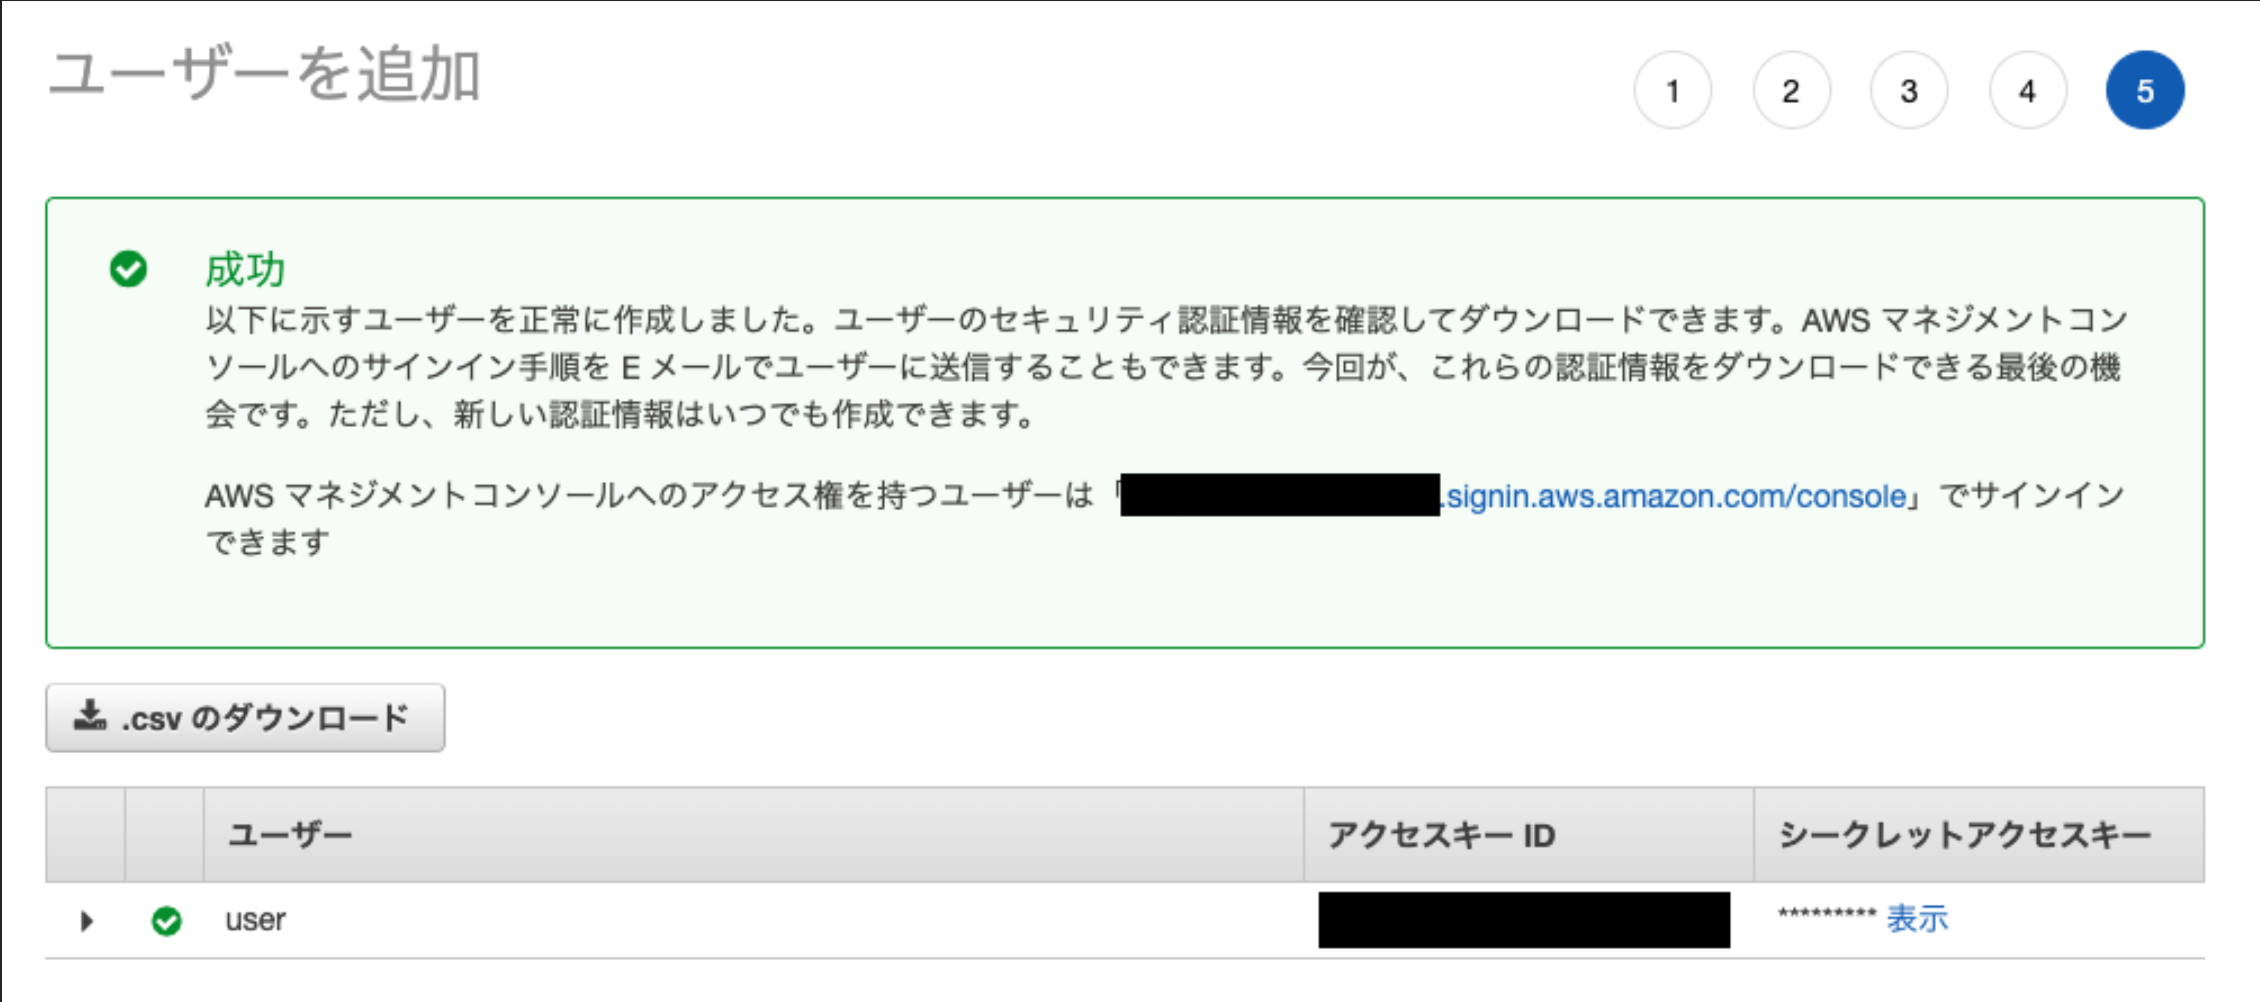 ユーザーを追加
1 2 3 4 5
成功
以下に示すユーザーを正常に作成しました。ユーザーのセキュリティ認証情報を確認してダウンロードできます。AWS マネジメントコン
ソールへのサインイン手順を E メールでユーザーに送信することもできます。今回が、これらの認証情報をダウンロードできる最後の機
会です。ただし、新しい認証情報はいつでも作成できます。
AWS マネジメントコンソールへのアクセス権を持つユーザーは「.signin.aws.amazon.com/console」でサインイン
できます
.csv のダウンロード
ユーザー アクセスキー ID シークレットアクセスキー
user ********* 表示